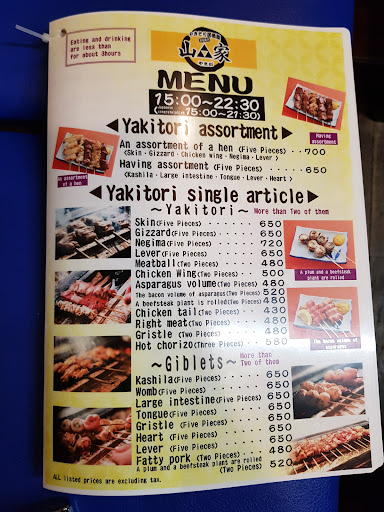 Eating and drinking
are less than
for about 3hours
山家
MENU
15:00~22:30
15:00~21:30)
◀Yakitori assortment▶
An assortment of a hen (Five Pieces)・・700
(Skin・Gizzard・Chicken wing・Negima・Lever)
Having assortment (Five Pieces)・・・・・650
(Kashila・Large intestine・Tongue・Lever・Heart)
Having
assortment
An assortment
of a hen
◀Yakitori single article▶
~Yakitori~ More than Two of them
Skin(Five Pieces) 650
Gizzard(Five Pieces) 650
Negima(Five Pieces) 720
Lever(Five Pieces) 650
Meatball(Two Pieces) 480
Chicken Wing(Two Pieces) 500
Asparagus volume(Two Pieces) 480
The bacon volume of asparagus(Two Pieces) 520
A beefsteak plant is rolled(Two Pieces) 480
Chicken tail(Two Pieces) 430
Right meat(Two Pieces) 480
Gristle (Two Pieces) 480
Hot chorizo(Three Pieces) 580
A plum and a beefsteak
plant are rolled
The bacon volume of
asparagus
~Giblets~ More than
Two of them
Kashila(Five Pieces) 650
Womb(Five Pieces) 650
Large intestine(Five Pieces) 650
Tongue(Five Pieces) 650
Gristle (Five Pieces) 650
Heart (Five Pieces) 650
Lever (Five Pieces) 650
Fatty pork (Two Pieces) 480
A plum and a beefsteak plant are rolled
(Two Pieces) 520
ALL listed prices are excluding tax.